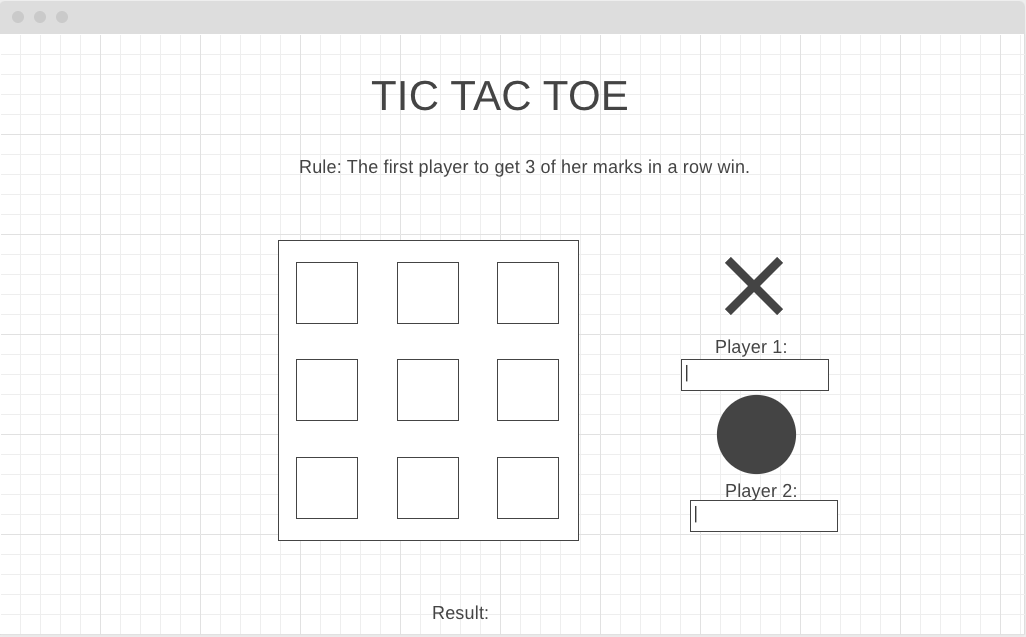 TIC TAC TOE
Rule: The first player to get 3 of her marks in a row win.
Player 1:
Player 2:
Result: